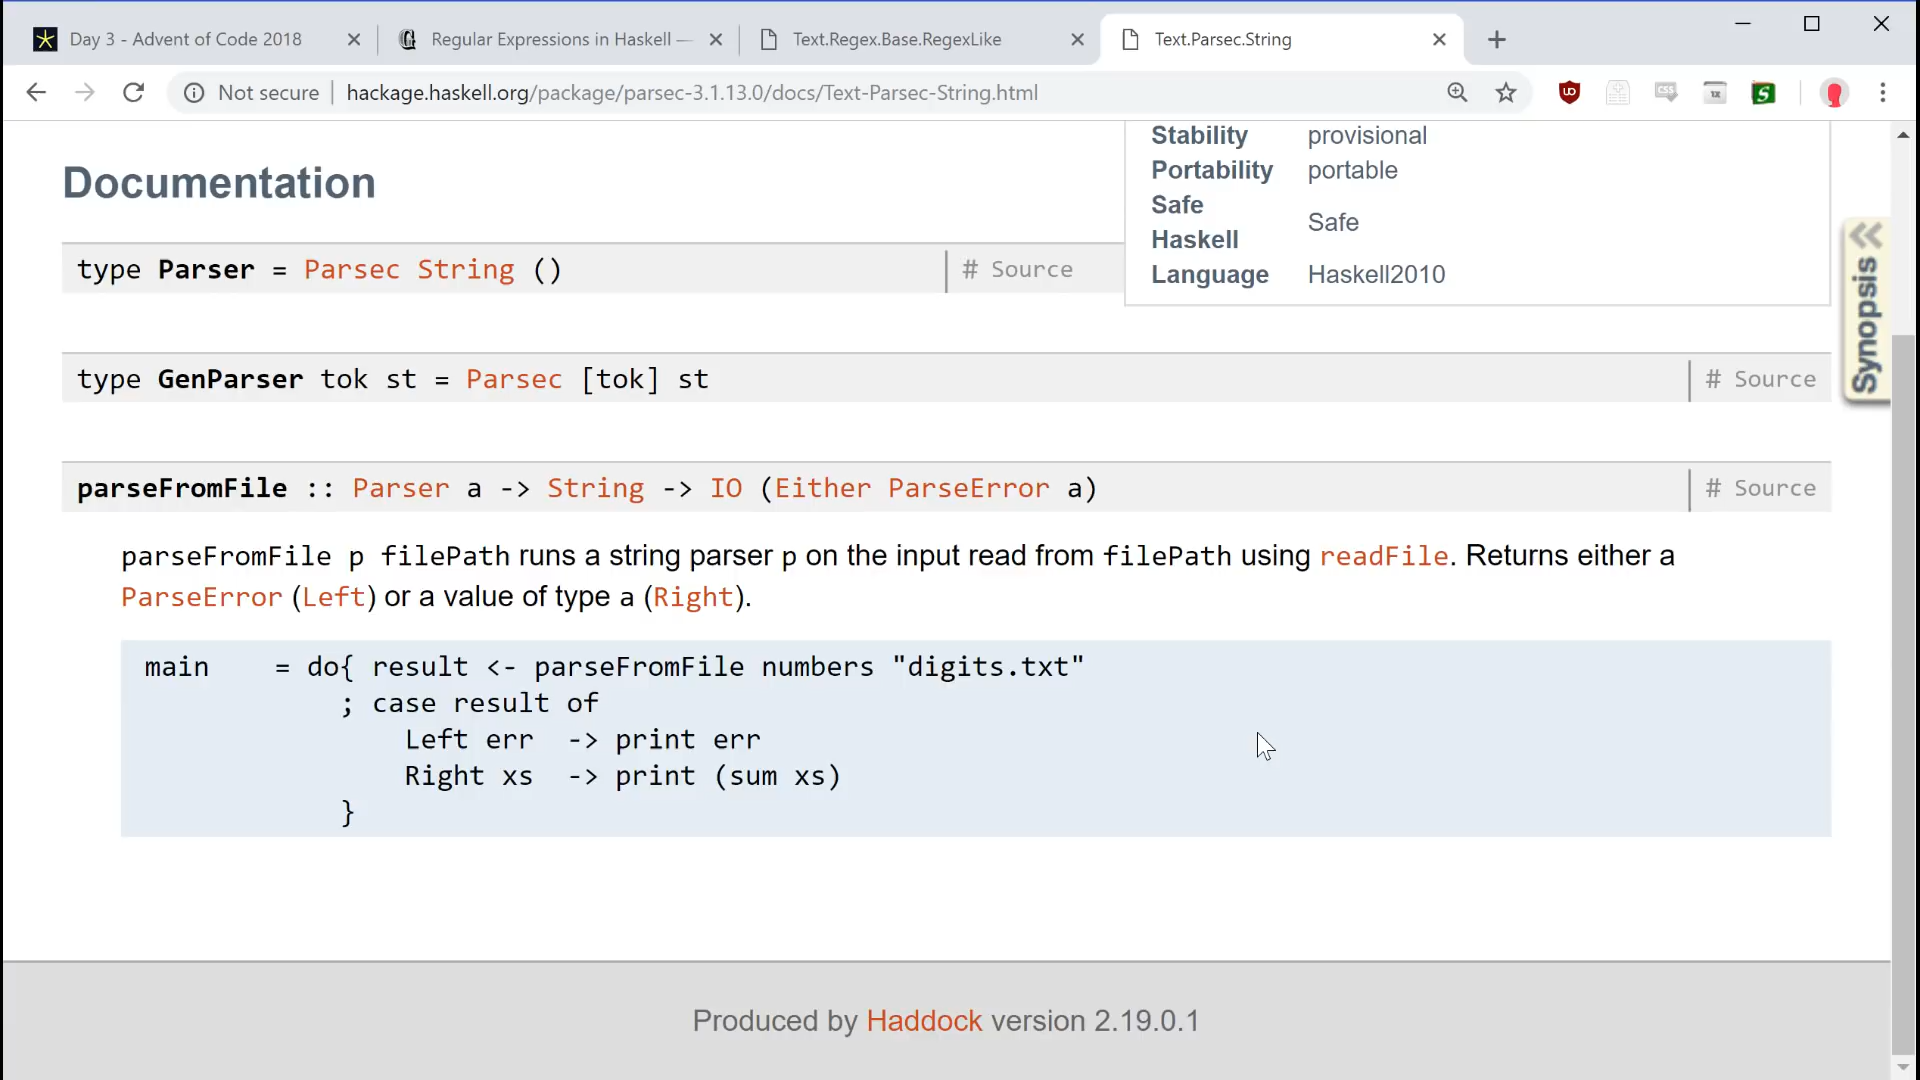 Day 3 - Advent of Code 2018
Regular Expressions in Haskell —
Text.Regex.Base.RegexLike
Text.Parsec.String
Not secure
hackage.haskell.org/package/parsec-3.1.13.0/docs/Text-Parsec-String.html
Stability provisional
Portability portable
Safe Haskell Safe
Language Haskell2010
Documentation
type Parser = Parsec String () # Source
type GenParser tok st = Parsec [tok] st # Source
parseFromFile :: Parser a -> String -> IO (Either ParseError a) # Source
parseFromFile p filePath runs a string parser p on the input read from filePath using readFile. Returns either a
ParseError (Left) or a value of type a (Right).
main    = do{ result <- parseFromFile numbers "digits.txt"
; case result of
Left err  -> print err
Right xs  -> print (sum xs)
}
Synopsis
Produced by Haddock version 2.19.0.1